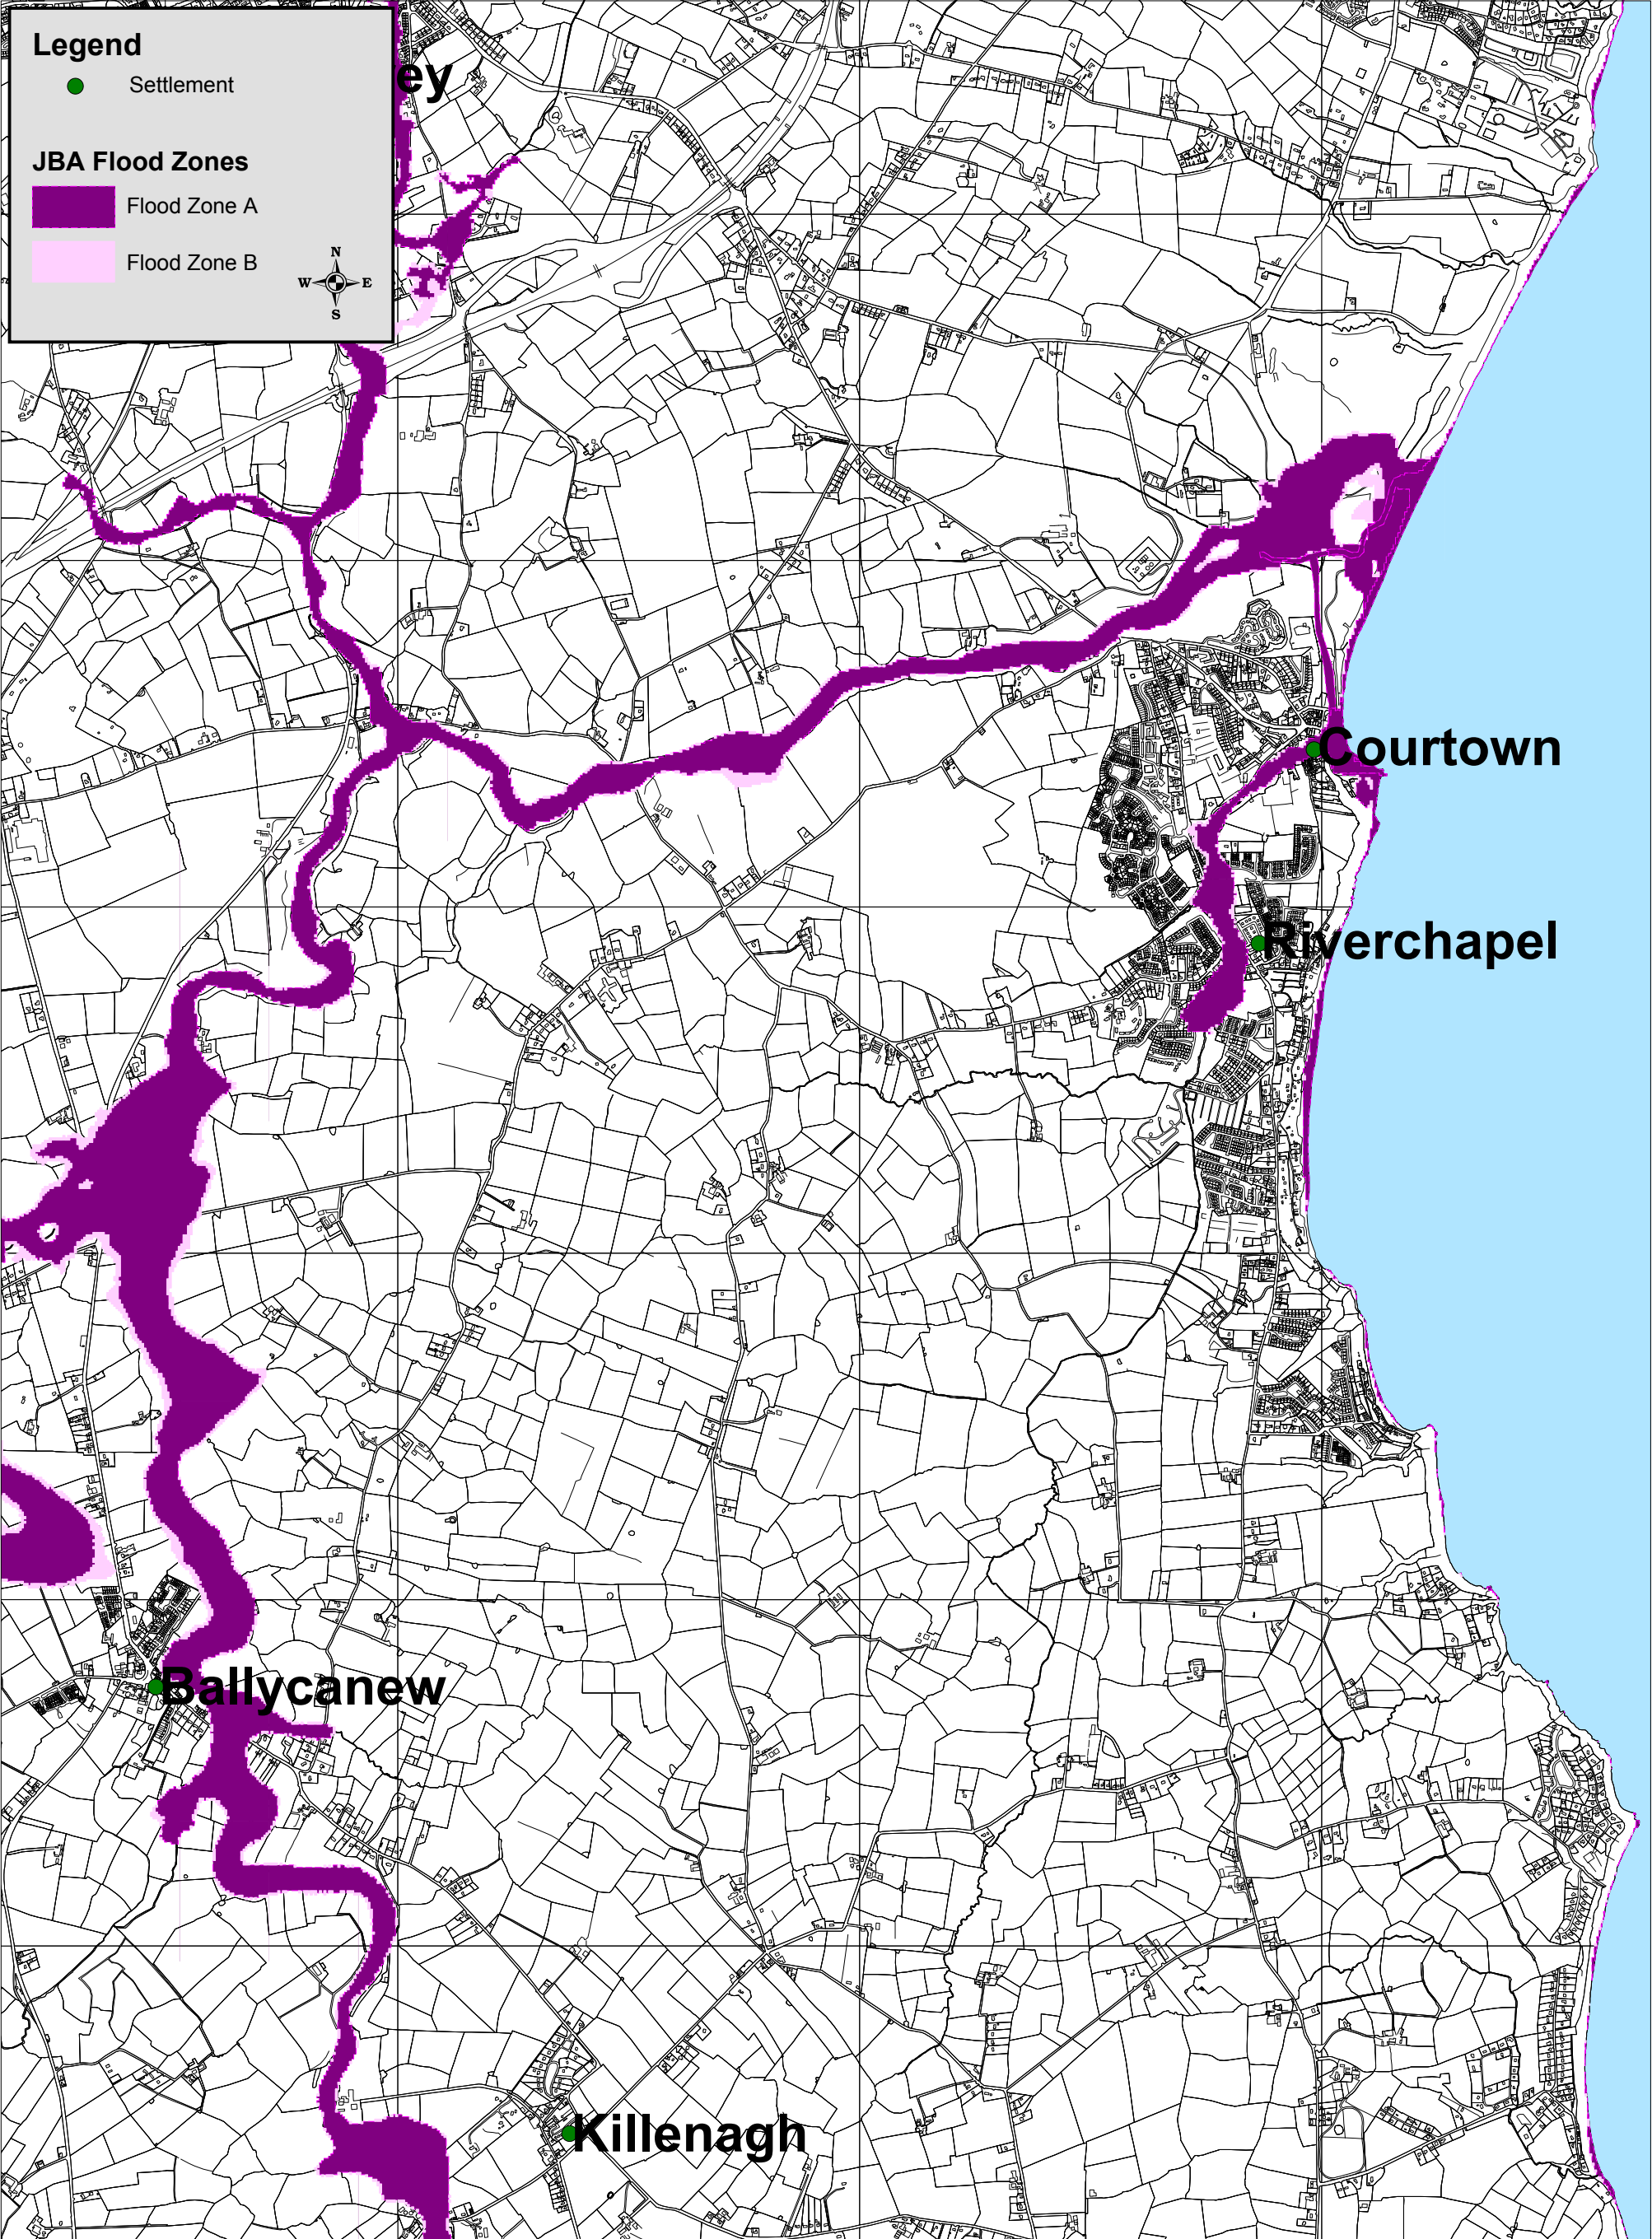 Legend
Settlement
JBA Flood Zones
Flood Zone A
Flood Zone B
N
W E
S
ey
Courtown
Riverchapel
Ballycanew
Killenagh